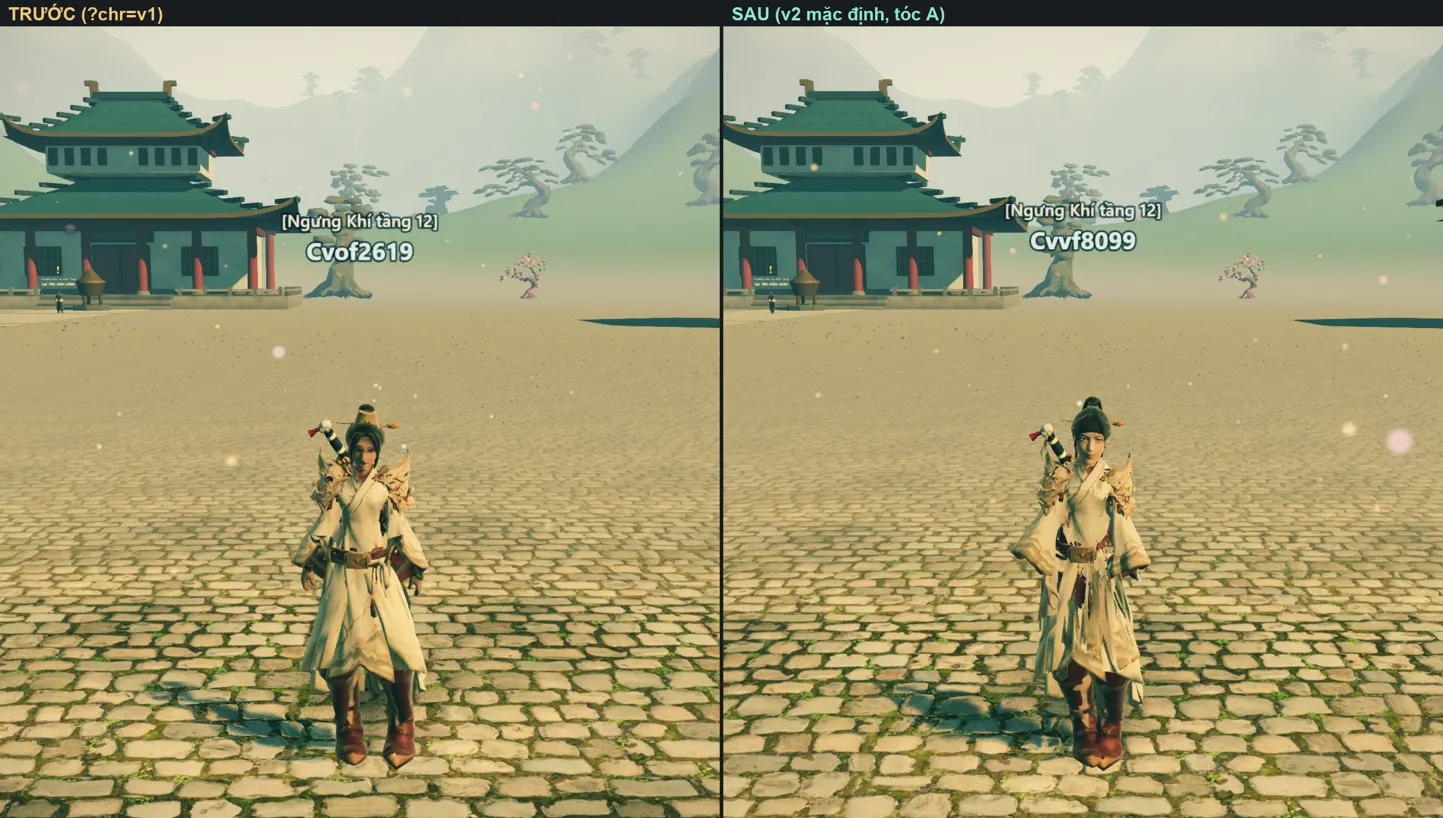 TRƯỚC (?chr=v1)
SAU (v2 mặc định, tóc A)
[Ngưng Khí tầng 12]
Cvof2619
[Ngưng Khí tầng 12]
Cvvf8099